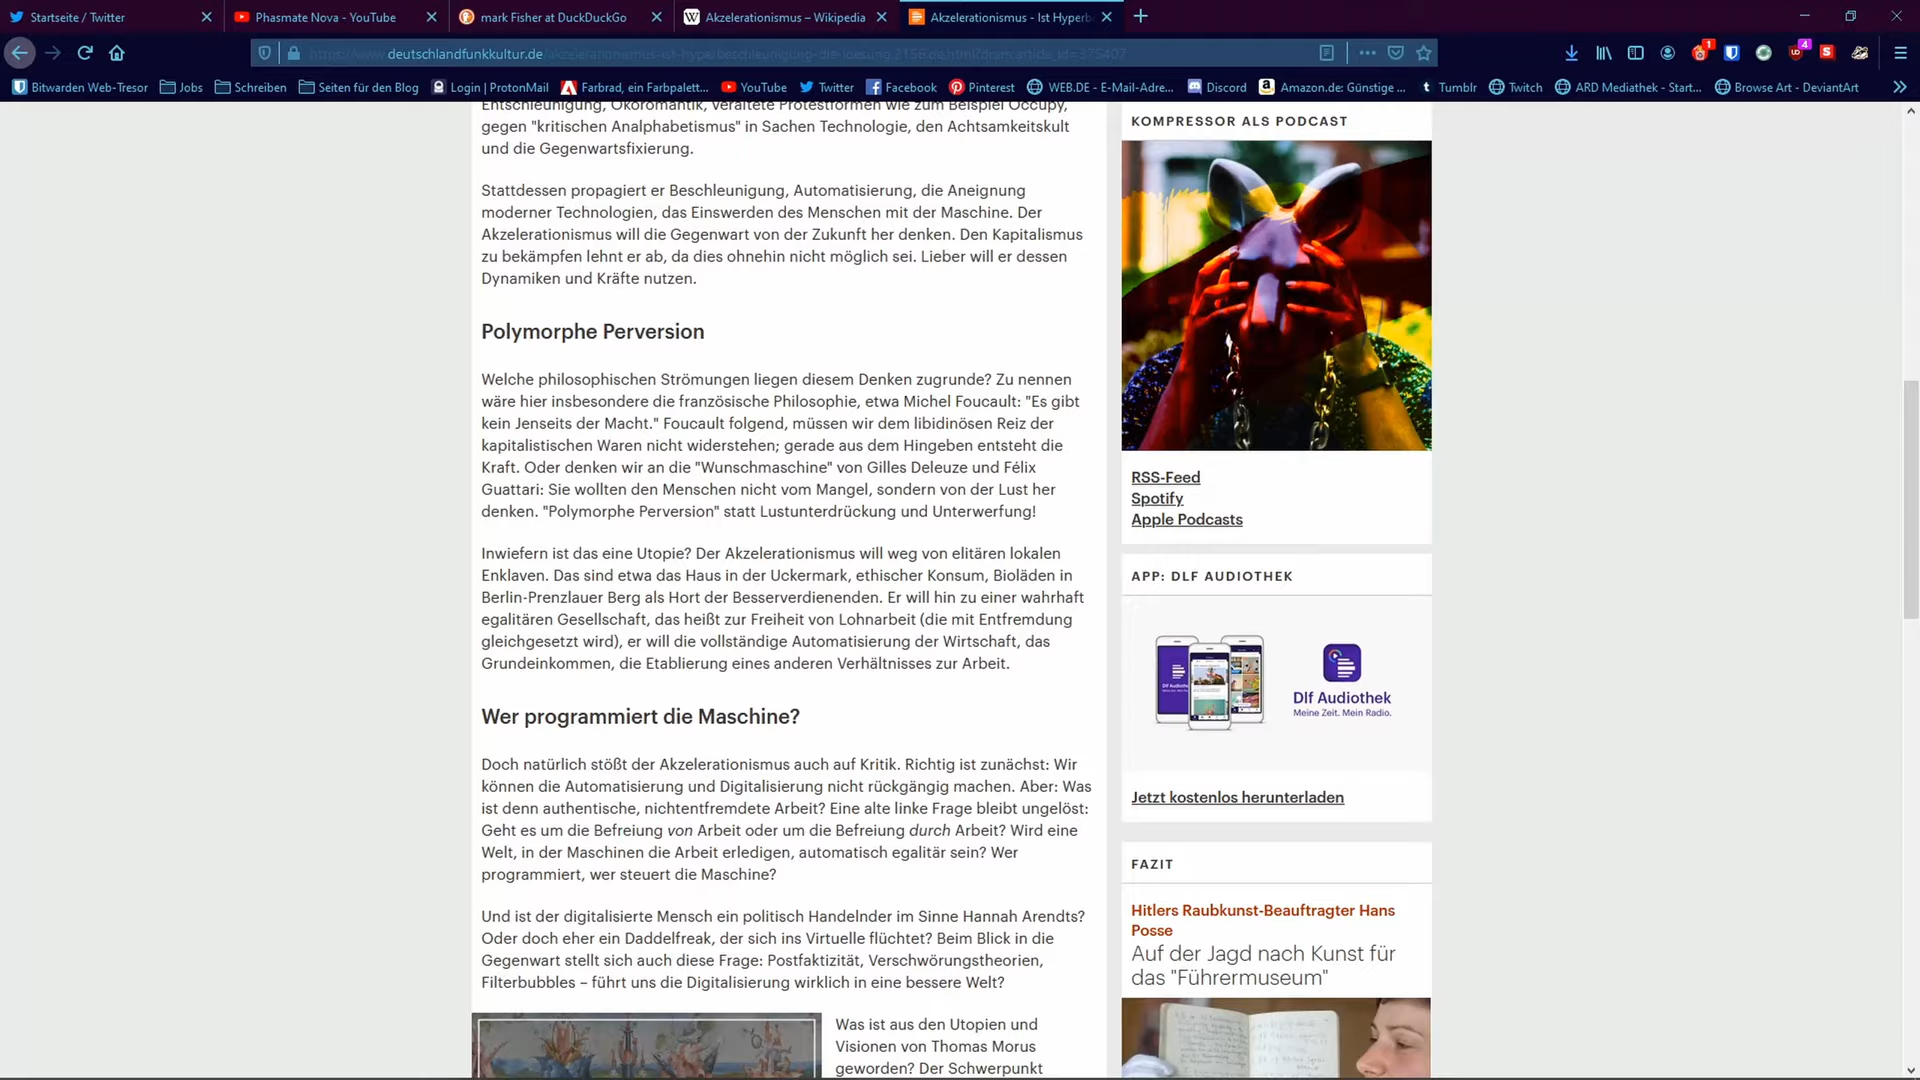 Startseite / Twitter
Phasmate Nova - YouTube
mark Fisher at DuckDuckGo
Akzelerationismus – Wikipedia
Akzelerationismus - Ist Hyperb
deutschlandfunkkultur.de
Bitwarden Web-Tresor
Jobs
Schreiben
Seiten für den Blog
Login | ProtonMail
Farbrad, ein Farbpalett...
YouTube
Twitter
Facebook
Pinterest
WEB.DE - E-Mail-Adre...
Discord
Amazon.de: Günstige ...
Tumblr
Twitch
ARD Mediathek - Start...
Browse Art - DeviantArt
Entschleunigung, Ökoromantik, veraltete Protestformen wie zum Beispiel Occupy,
gegen "kritischen Analphabetismus" in Sachen Technologie, den Achtsamkeitskult
und die Gegenwartsfixierung.
Stattdessen propagiert er Beschleunigung, Automatisierung, die Aneignung
moderner Technologien, das Einswerden des Menschen mit der Maschine. Der
Akzelerationismus will die Gegenwart von der Zukunft her denken. Den Kapitalismus
zu bekämpfen lehnt er ab, da dies ohnehin nicht möglich sei. Lieber will er dessen
Dynamiken und Kräfte nutzen.
Polymorphe Perversion
Welche philosophischen Strömungen liegen diesem Denken zugrunde? Zu nennen
wäre hier insbesondere die französische Philosophie, etwa Michel Foucault: "Es gibt
kein Jenseits der Macht." Foucault folgend, müssen wir dem libidinösen Reiz der
kapitalistischen Waren nicht widerstehen; gerade aus dem Hingeben entsteht die
Kraft. Oder denken wir an die "Wunschmaschine" von Gilles Deleuze und Félix
Guattari: Sie wollten den Menschen nicht vom Mangel, sondern von der Lust her
denken. "Polymorphe Perversion" statt Lustunterdrückung und Unterwerfung!
Inwiefern ist das eine Utopie? Der Akzelerationismus will weg von elitären lokalen
Enklaven. Das sind etwa das Haus in der Uckermark, ethischer Konsum, Bioläden in
Berlin-Prenzlauer Berg als Hort der Besserverdienenden. Er will hin zu einer wahrhaft
egalitären Gesellschaft, das heißt zur Freiheit von Lohnarbeit (die mit Entfremdung
gleichgesetzt wird), er will die vollständige Automatisierung der Wirtschaft, das
Grundeinkommen, die Etablierung eines anderen Verhältnisses zur Arbeit.
Wer programmiert die Maschine?
Doch natürlich stößt der Akzelerationismus auch auf Kritik. Richtig ist zunächst: Wir
können die Automatisierung und Digitalisierung nicht rückgängig machen. Aber: Was
ist denn authentische, nichtentfremdete Arbeit? Eine alte linke Frage bleibt ungelöst:
Geht es um die Befreiung von Arbeit oder um die Befreiung durch Arbeit? Wird eine
Welt, in der Maschinen die Arbeit erledigen, automatisch egalitär sein? Wer
programmiert, wer steuert die Maschine?
Und ist der digitalisierte Mensch ein politisch Handelnder im Sinne Hannah Arendts?
Oder doch eher ein Daddelfreak, der sich ins Virtuelle flüchtet? Beim Blick in die
Gegenwart stellt sich auch diese Frage: Postfaktizität, Verschwörungstheorien,
Filterbubbles – führt uns die Digitalisierung wirklich in eine bessere Welt?
Was ist aus den Utopien und
Visionen von Thomas Morus
geworden? Der Schwerpunkt
KOMPRESSOR ALS PODCAST
RSS-Feed
Spotify
Apple Podcasts
APP: DLF AUDIOTHEK
Dlf Audiothek
Meine Zeit. Mein Radio.
Jetzt kostenlos herunterladen
FAZIT
Hitlers Raubkunst-Beauftragter Hans
Posse
Auf der Jagd nach Kunst für
das "Führermuseum"